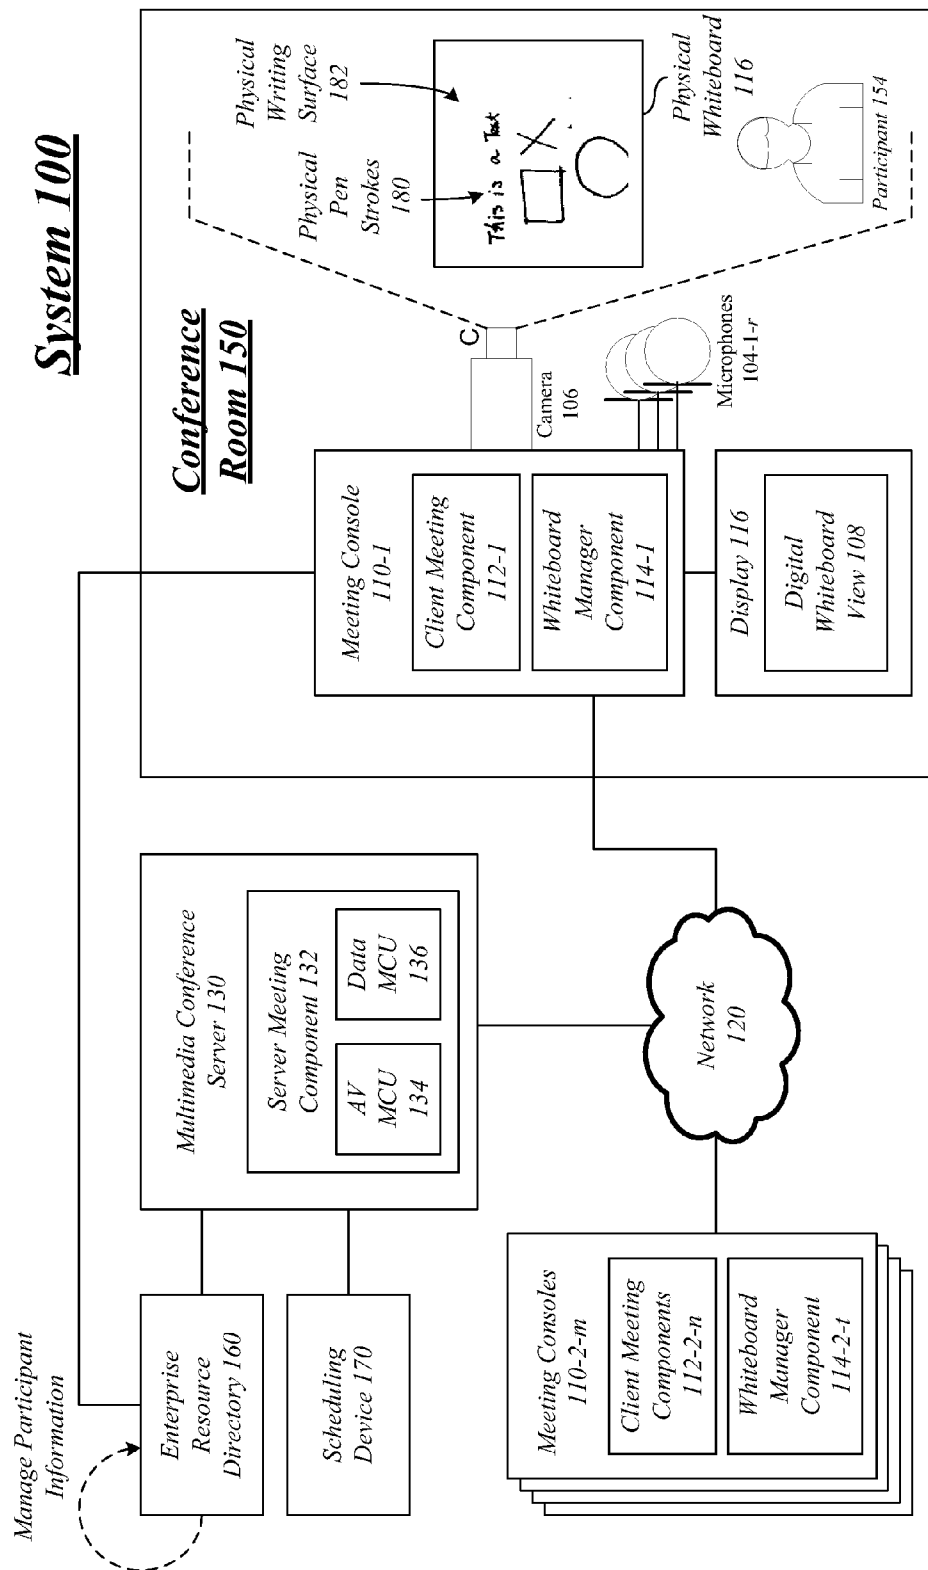 System 100
Conference
Room 150
Manage Participant
Information
Enterprise
Resource
Directory 160
Scheduling
Device 170
Multimedia Conference
Server 130
Server Meeting
Component 132
AV
MCU
134
Data
MCU
136
Meeting Consoles
110-2-m
Client Meeting
Components
112-2-n
Whiteboard
Manager
Component
114-2-t
Network
120
Meeting Console
110-1
Client Meeting
Component
112-1
Whiteboard
Manager
Component
114-1
Display 116
Digital
Whiteboard
View 108
C
Camera
106
Microphones
104-1-r
Physical
Pen
Strokes
180
Physical
Writing
Surface
182
This is a Test
Physical
Whiteboard
116
Participant 154